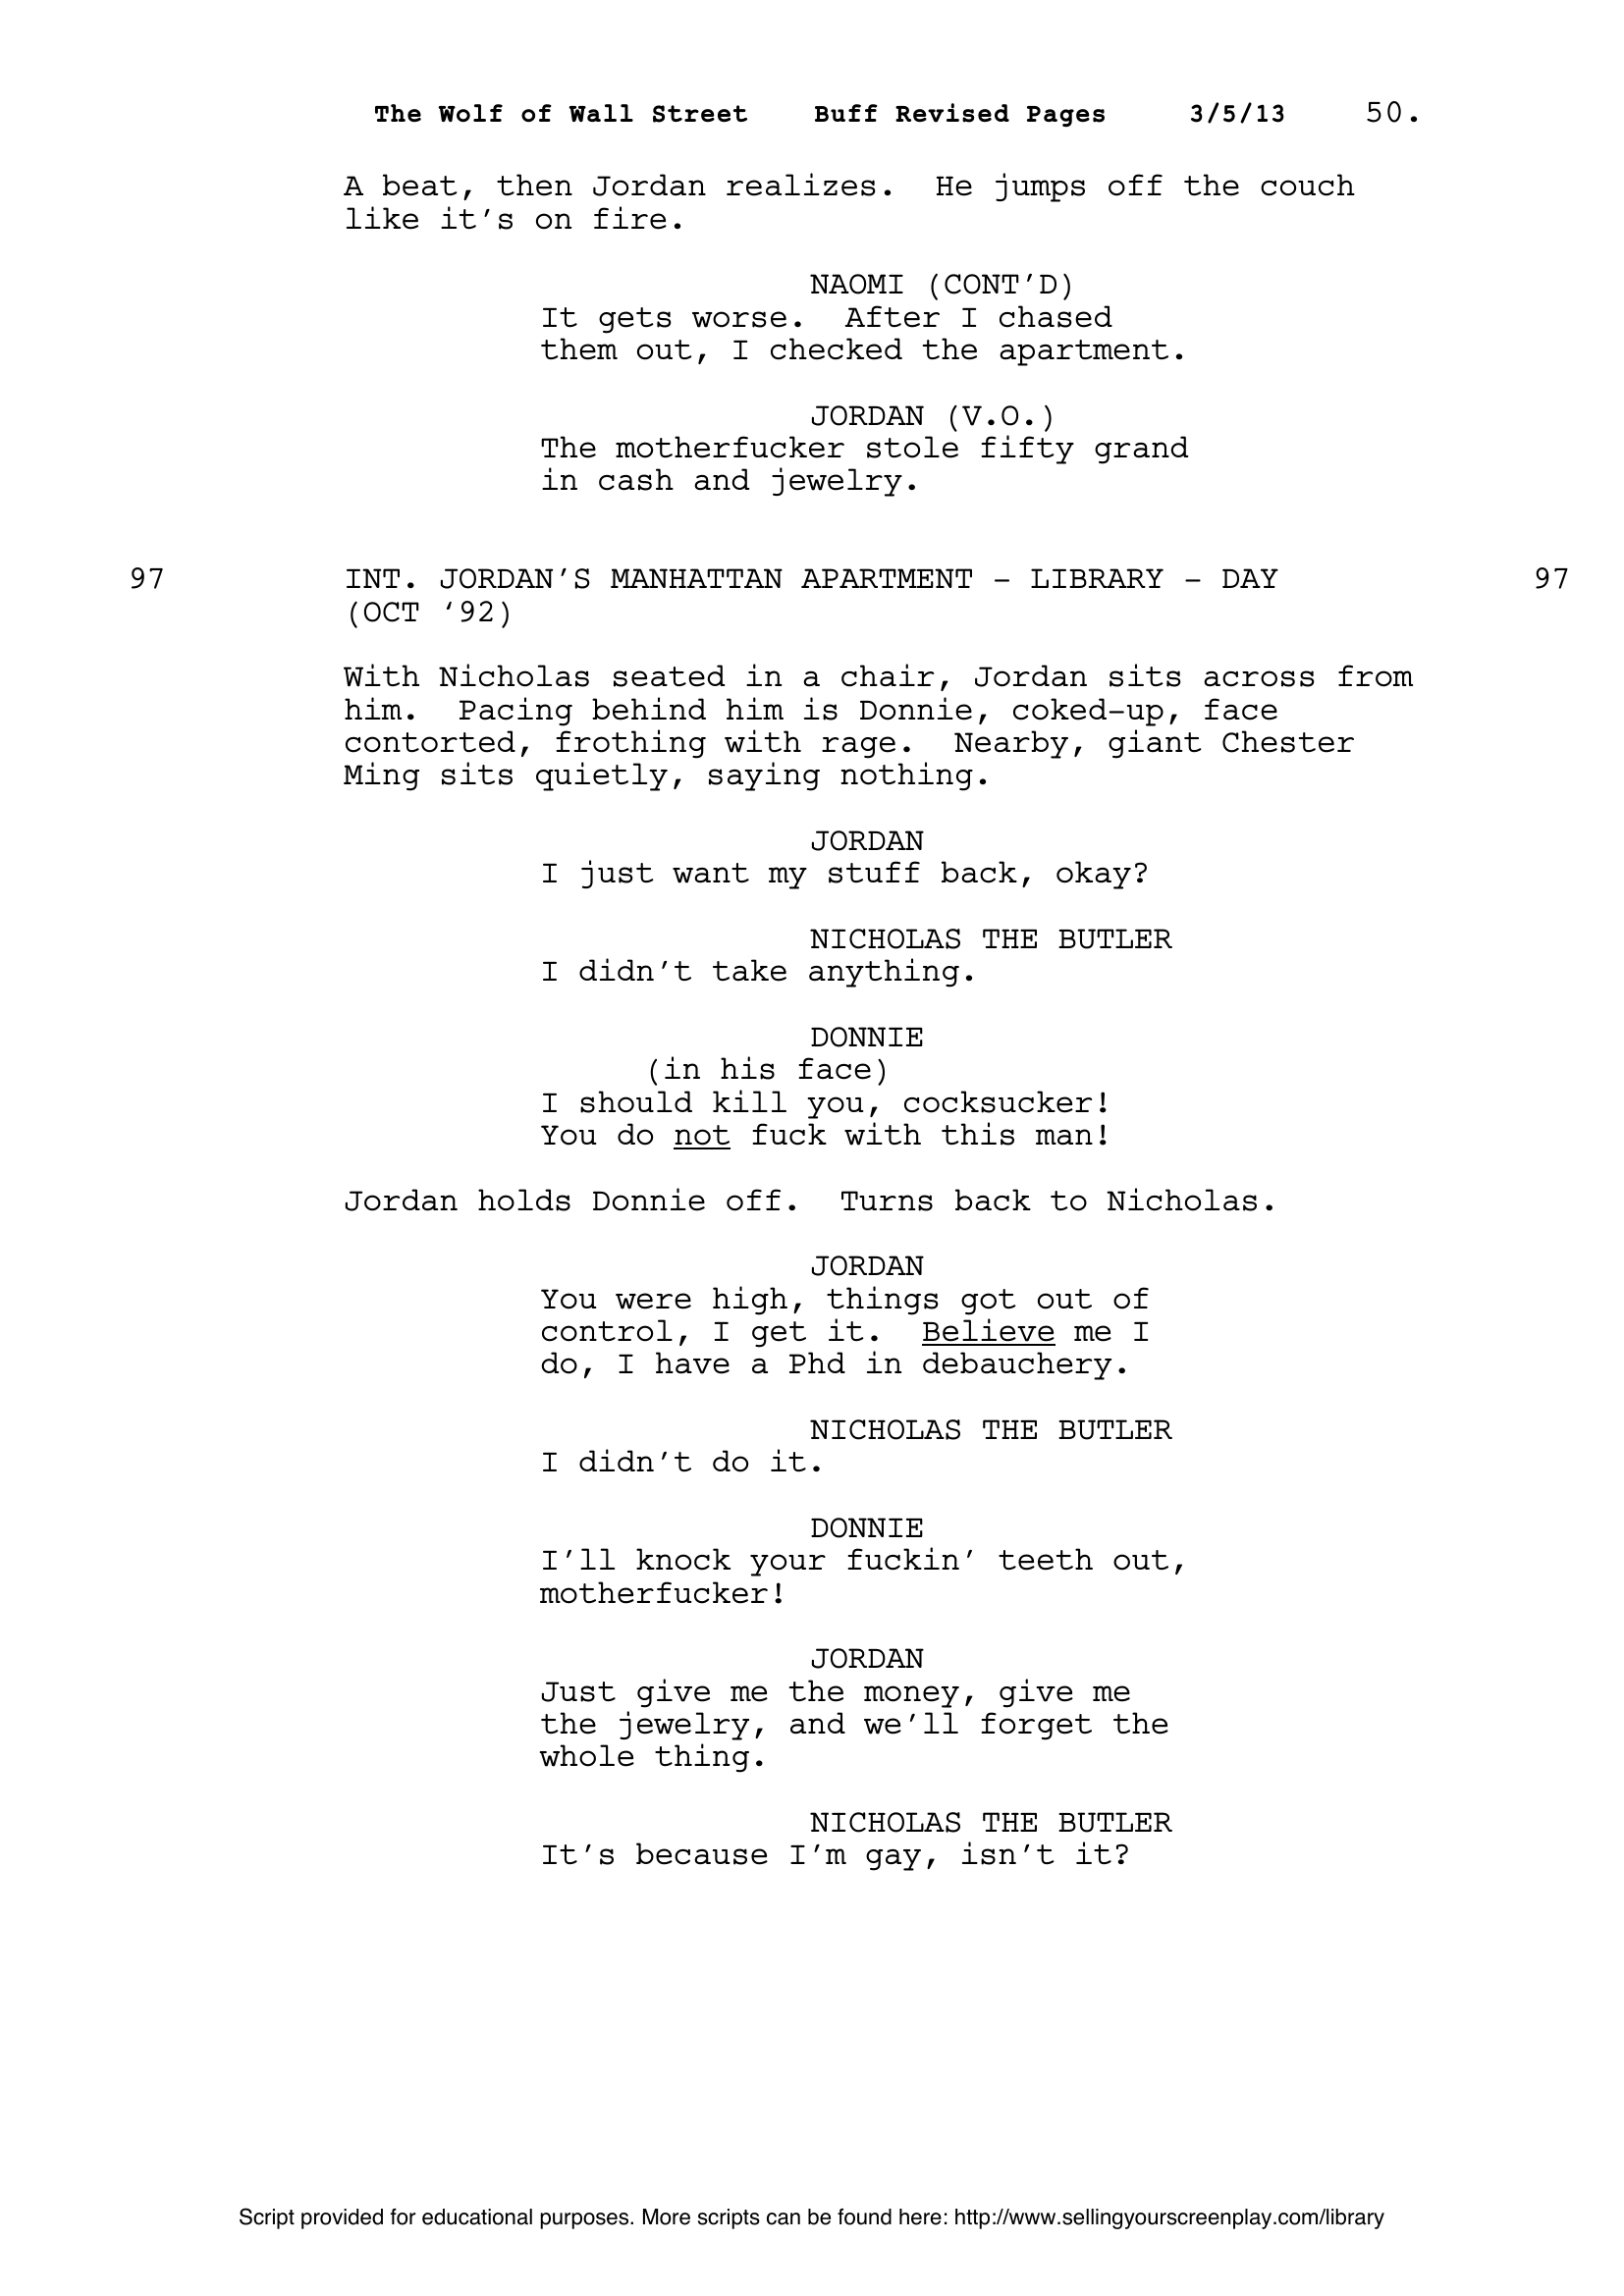 The Wolf of Wall Street    Buff Revised Pages    3/5/13    50.
A beat, then Jordan realizes.  He jumps off the couch
like it’s on fire.
NAOMI (CONT’D)
It gets worse.  After I chased
them out, I checked the apartment.
JORDAN (V.O.)
The motherfucker stole fifty grand
in cash and jewelry.
97    INT. JORDAN’S MANHATTAN APARTMENT - LIBRARY - DAY    97
(OCT ‘92)
With Nicholas seated in a chair, Jordan sits across from
him.  Pacing behind him is Donnie, coked-up, face
contorted, frothing with rage.  Nearby, giant Chester
Ming sits quietly, saying nothing.
JORDAN
I just want my stuff back, okay?
NICHOLAS THE BUTLER
I didn’t take anything.
DONNIE
(in his face)
I should kill you, cocksucker!
You do not fuck with this man!
Jordan holds Donnie off.  Turns back to Nicholas.
JORDAN
You were high, things got out of
control, I get it.  Believe me I
do, I have a Phd in debauchery.
NICHOLAS THE BUTLER
I didn’t do it.
DONNIE
I’ll knock your fuckin’ teeth out,
motherfucker!
JORDAN
Just give me the money, give me
the jewelry, and we’ll forget the
whole thing.
NICHOLAS THE BUTLER
It’s because I’m gay, isn’t it?
Script provided for educational purposes. More scripts can be found here: http://www.sellingyourscreenplay.com/library